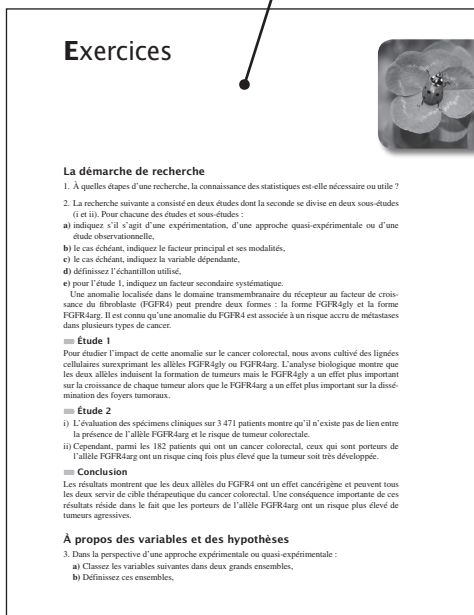 Exercices
La démarche de recherche
1. À quelles étapes d'une recherche, la connaissance des statistiques est-elle nécessaire ou utile ?
2. La recherche suivante a consisté en deux études dont la seconde se divise en deux sous-études
(i et ii). Pour chacune des études et sous-études :
a) indiquez s'il s'agit d'une expérimentation, d'une approche quasi-expérimentale ou d'une
étude observationnelle,
b) le cas échéant, indiquez le facteur principal et ses modalités,
c) le cas échéant, indiquez la variable dépendante,
d) définissez l'échantillon utilisé,
e) pour l'étude 1, indiquez un facteur secondaire systématique.
Une anomalie localisée dans le domaine transmembranaire du récepteur au facteur de crois-
sance du fibroblaste (FGFR4) peut prendre deux formes : la forme FGFR4gly et la forme
FGFR4arg. Il est connu qu'une anomalie du FGFR4 est associée à un risque accru de métastases
dans plusieurs types de cancer.
Étude 1
Pour étudier l'impact de cette anomalie sur le cancer colorectal, nous avons cultivé des lignées
cellulaires surexprimant les allèles FGFR4gly ou FGFR4arg. L'analyse biologique montre que
les deux allèles induisent la formation de tumeurs mais le FGFR4gly a un effet plus important
sur la croissance de chaque tumeur alors que le FGFR4arg a un effet plus important sur la dissé-
mination des foyers tumoraux.
Étude 2
i) L'évaluation des spécimens cliniques sur 3 471 patients montre qu'il n'existe pas de lien entre
la présence de l'allèle FGFR4arg et le risque de tumeur colorectale.
ii) Cependant, parmi les 182 patients qui ont un cancer colorectal, ceux qui sont porteurs de
l'allèle FGFR4arg ont un risque cinq fois plus élevé que la tumeur soit très développée.
Conclusion
Les résultats montrent que les deux allèles du FGFR4 ont un effet cancérigène et peuvent tous
les deux servir de cible thérapeutique du cancer colorectal. Une conséquence importante de ces
résultats réside dans le fait que les porteurs de l'allèle FGFR4arg ont un risque plus élevé de
tumeurs agressives.
À propos des variables et des hypothèses
3. Dans la perspective d'une approche expérimentale ou quasi-expérimentale :
a) Classez les variables suivantes dans deux grands ensembles,
b) Définissez ces ensembles,